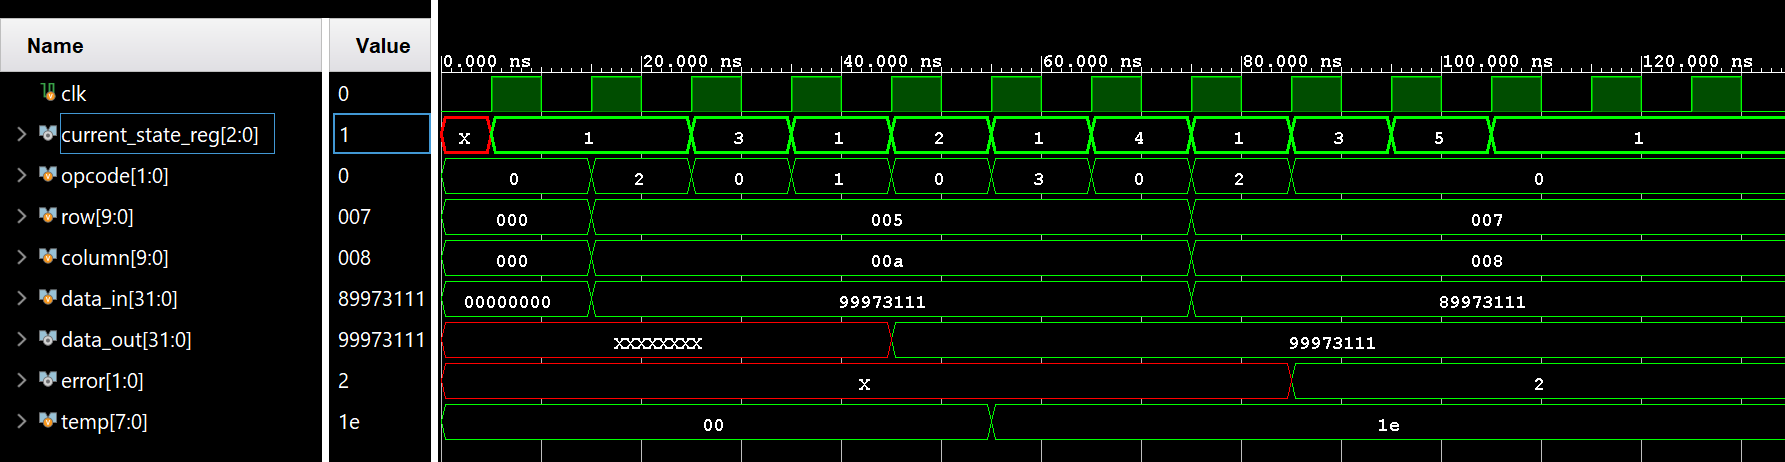 Name Value
0.000 ns 20.000 ns 40.000 ns 60.000 ns 80.000 ns 100.000 ns 120.000 ns
clk 0
current_state_reg[2:0] 1 X 1 3 1 2 1 4 1 3 5 1
opcode[1:0] 0 0 2 0 1 0 3 0 2 0
row[9:0] 007 000 005 007
column[9:0] 008 000 00a 008
data_in[31:0] 89973111 00000000 99973111 89973111
data_out[31:0] 99973111 XXXXXXXX 99973111
error[1:0] 2 X 2
temp[7:0] 1e 00 1e